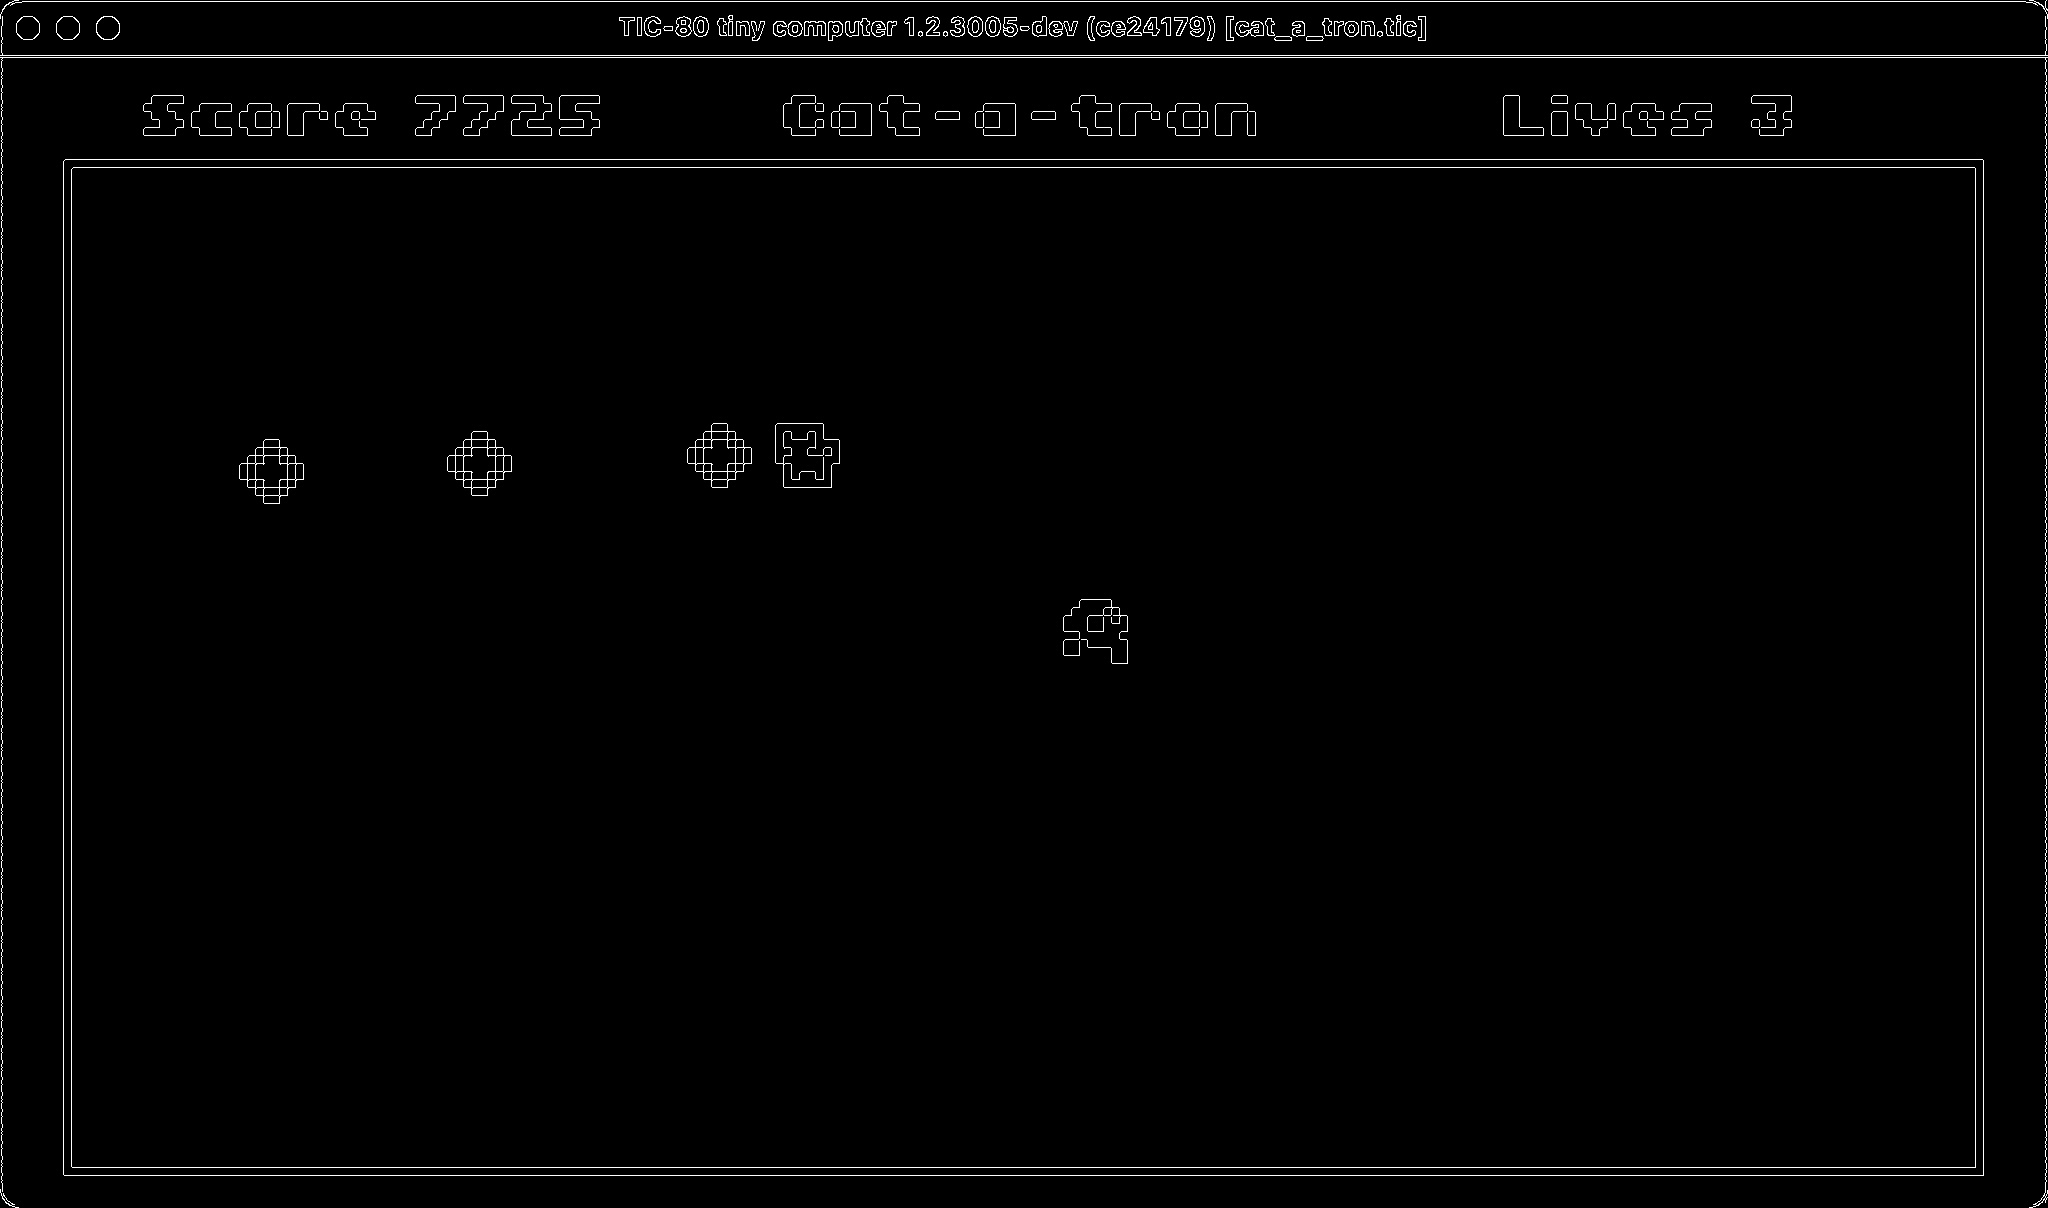 TIC-80 tiny computer 1.2.3005-dev (ce24179) [cat_a_tron.tic]
Score 7725 Cat-a-tron Lives 3